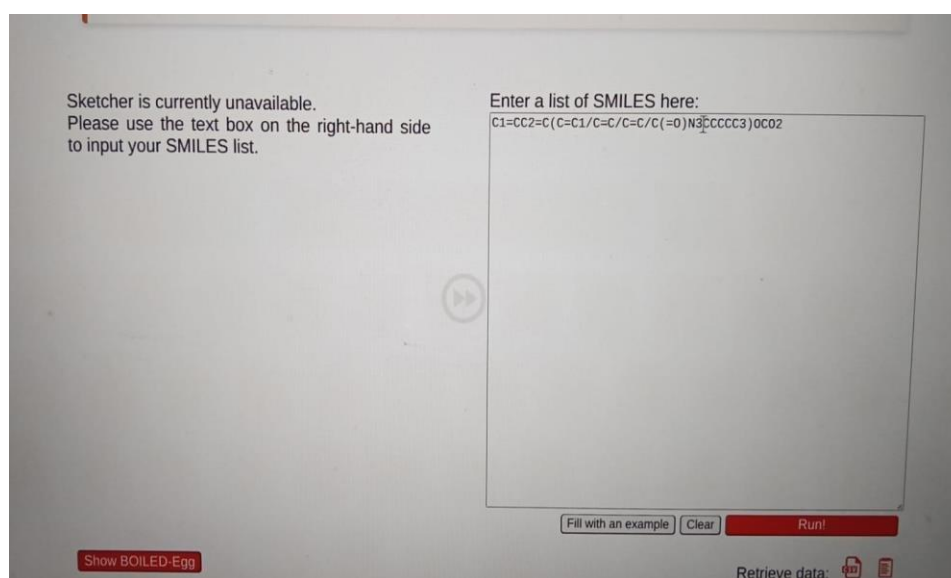 Sketcher is currently unavailable.
Please use the text box on the right-hand side
to input your SMILES list.
Enter a list of SMILES here:
C1=CC2=C(C=C1/C=C/C=C/C(=O)N3CCCCC3)OCO2
Fill with an example
Clear
Run!
Show BOILED-Egg
Retrieve data: